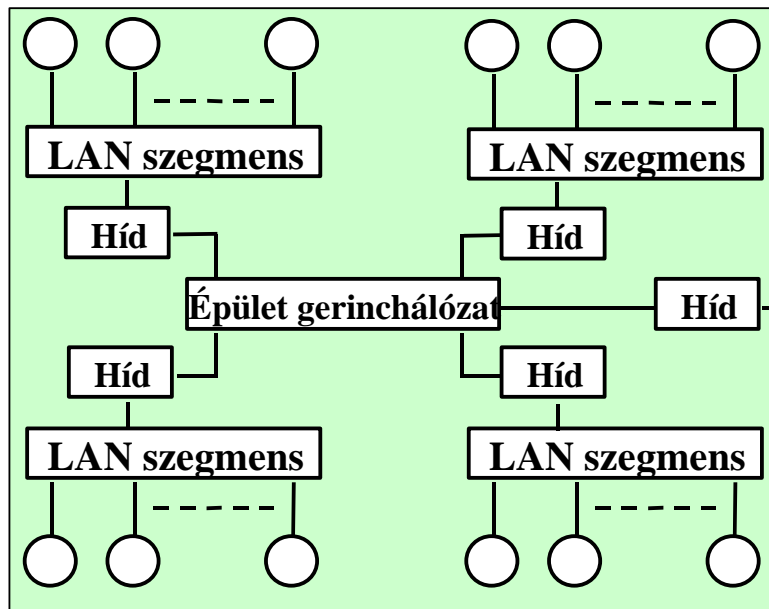 LAN szegmens
LAN szegmens
Híd
Híd
Épület gerinchálózat
Híd
Híd
Híd
LAN szegmens
LAN szegmens